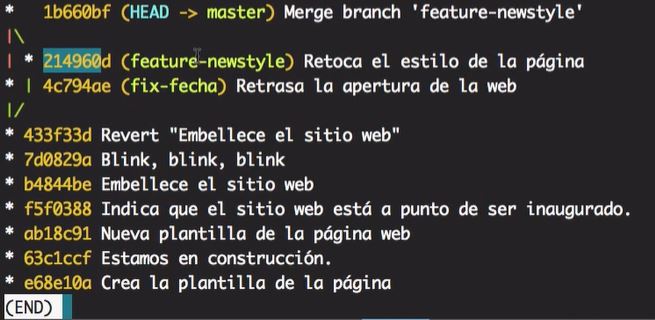 *   1b660bf (HEAD -> master) Merge branch 'feature-newstyle'
|\
| * 214960d (feature-newstyle) Retoca el estilo de la página
* | 4c794ae (fix-fecha) Retrasa la apertura de la web
|/
* 433f33d Revert "Embellece el sitio web"
* 7d0829a Blink, blink, blink
* b4844be Embellece el sitio web
* f5f0388 Indica que el sitio web está a punto de ser inaugurado.
* ab18c91 Nueva plantilla de la página web
* 63c1ccf Estamos en construcción.
* e68e10a Crea la plantilla de la página
(END)